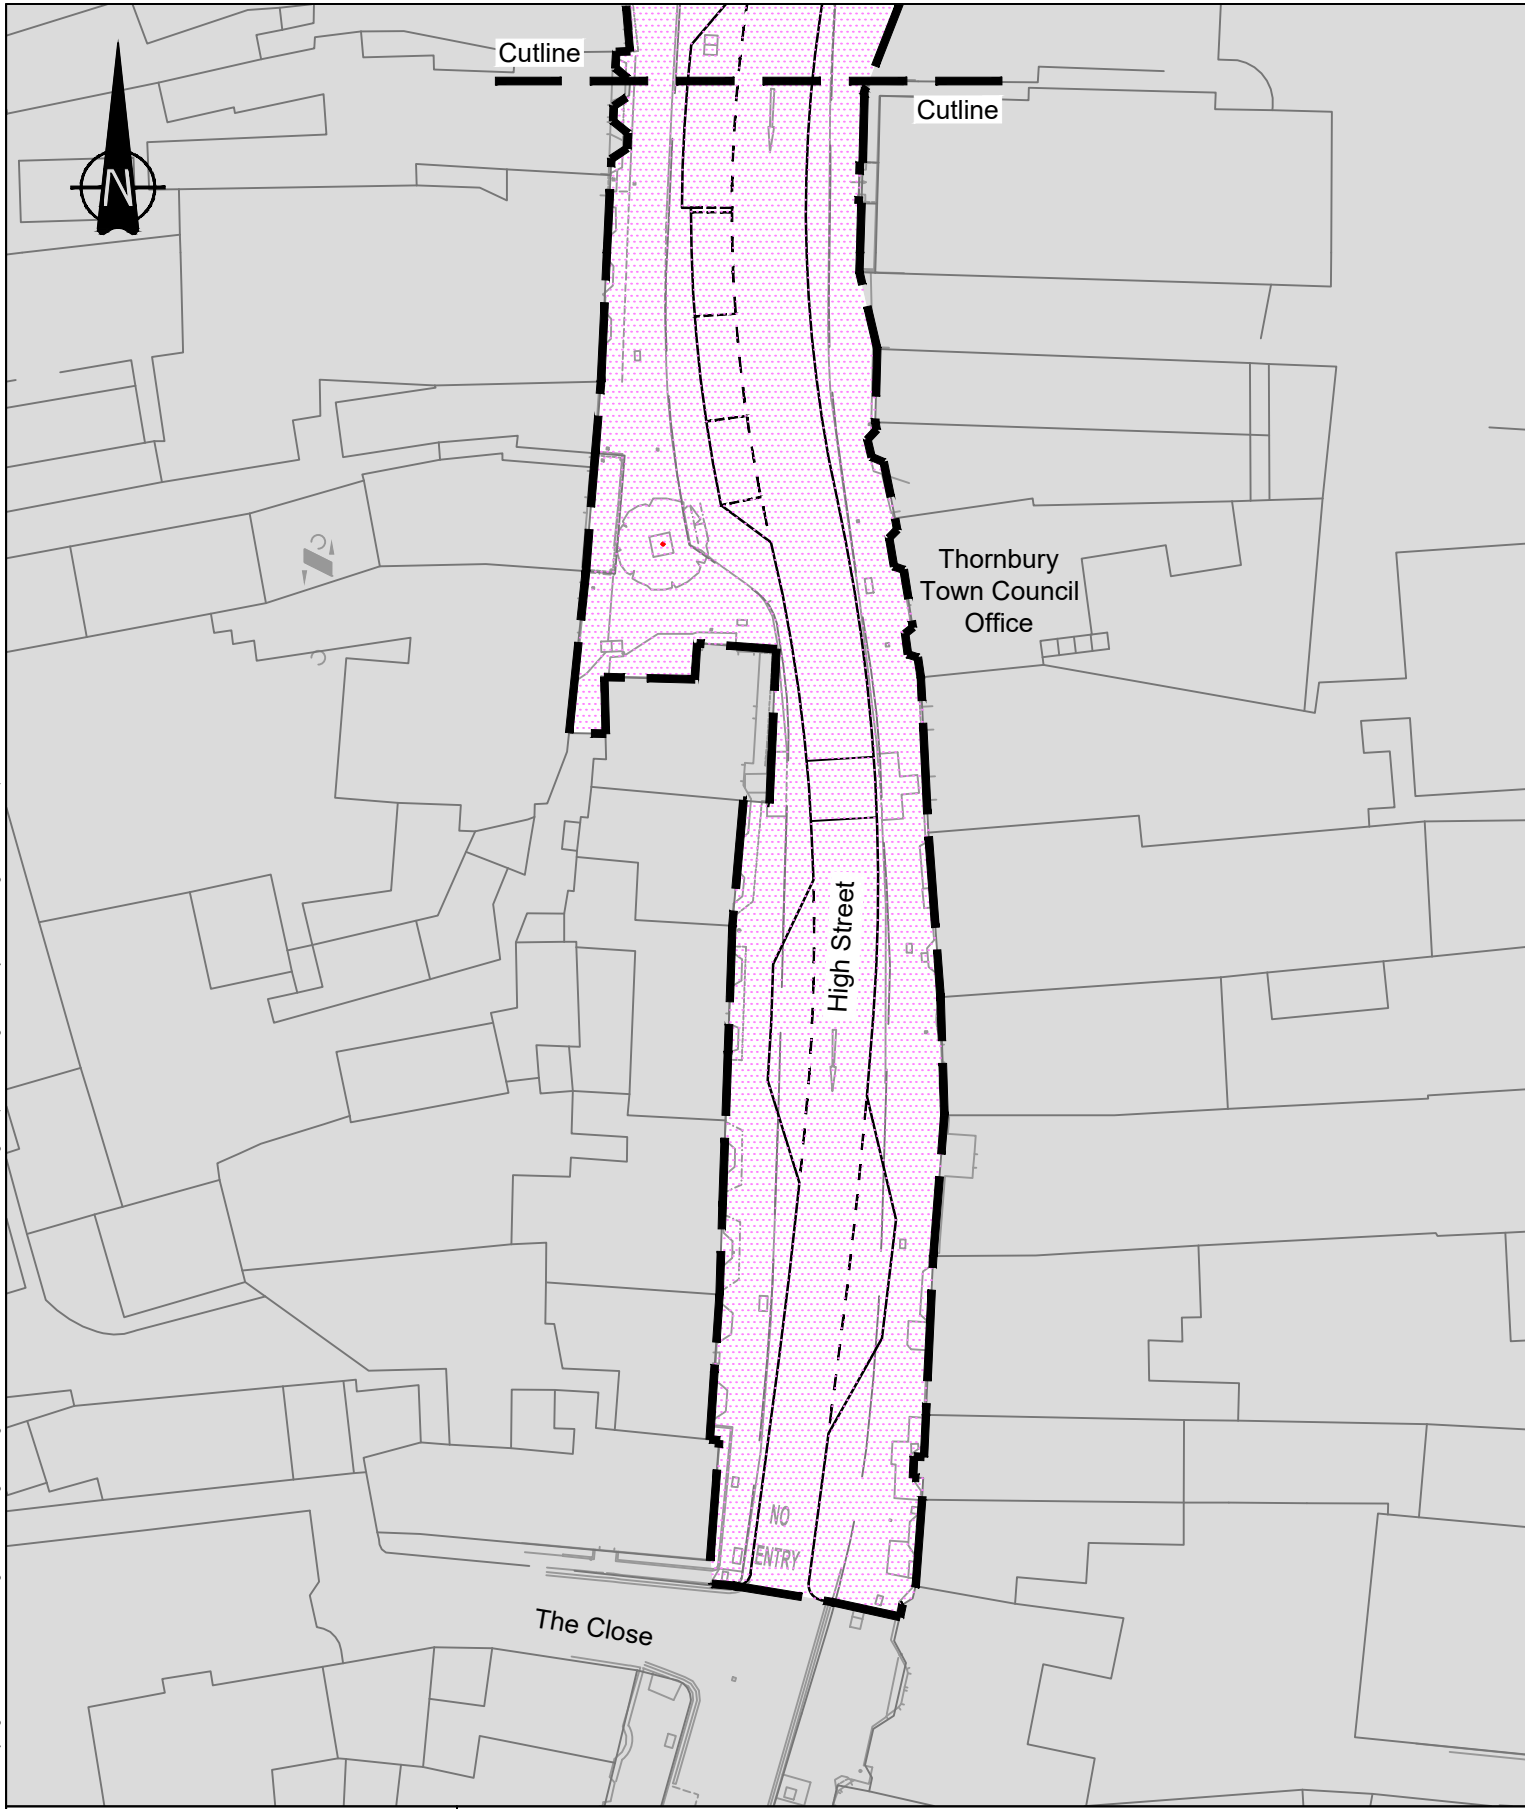 Cutline
Cutline
N
Thornbury
Town Council
Office
High Street
NO
ENTRY
The Close